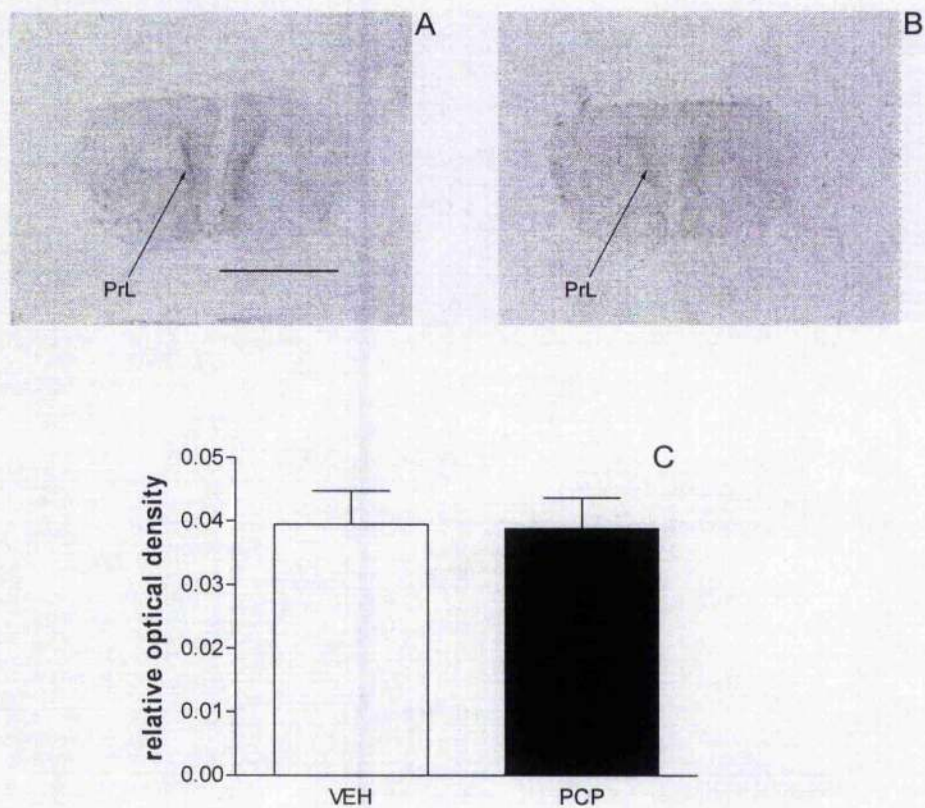 A
B
PrL
PrL
C
relative optical density
0.05
0.04
0.03
0.02
0.01
0.00
VEH
PCP